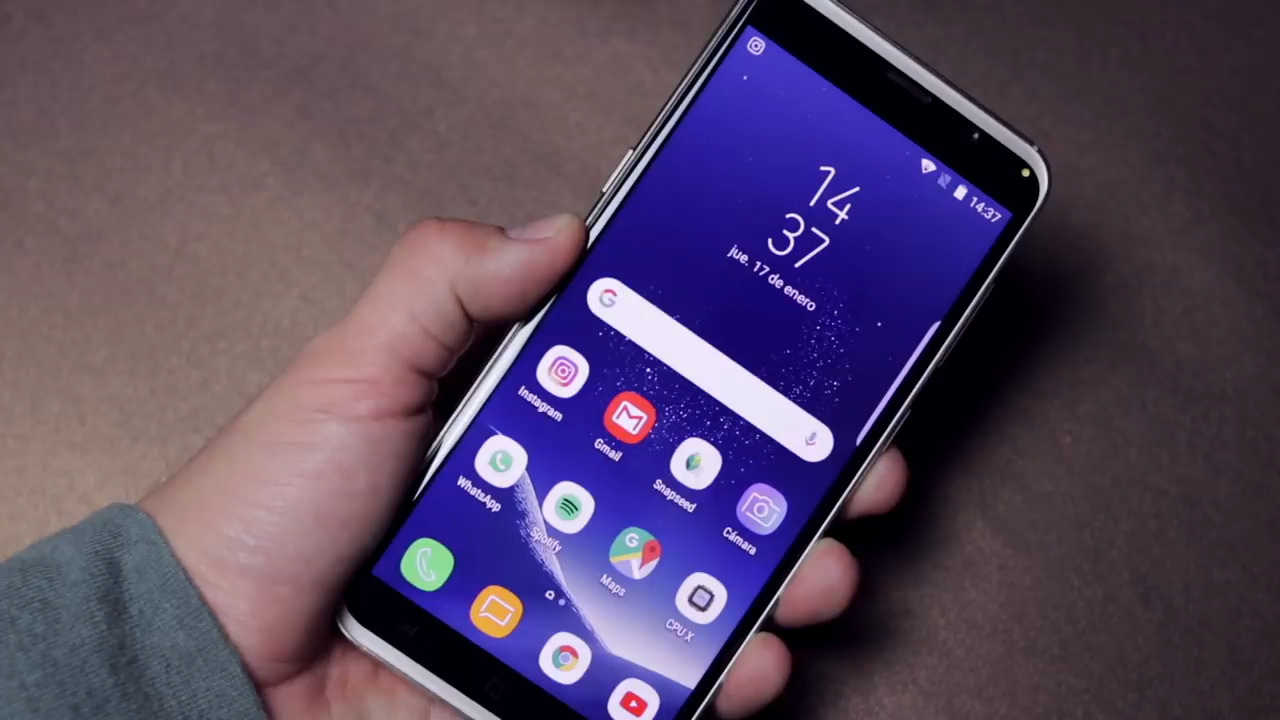 14:37
14
37
jue. 17 de enero
G
Instagram
Gmail
Snapseed
Cámara
WhatsApp
Spotify
G
Maps
CPU X